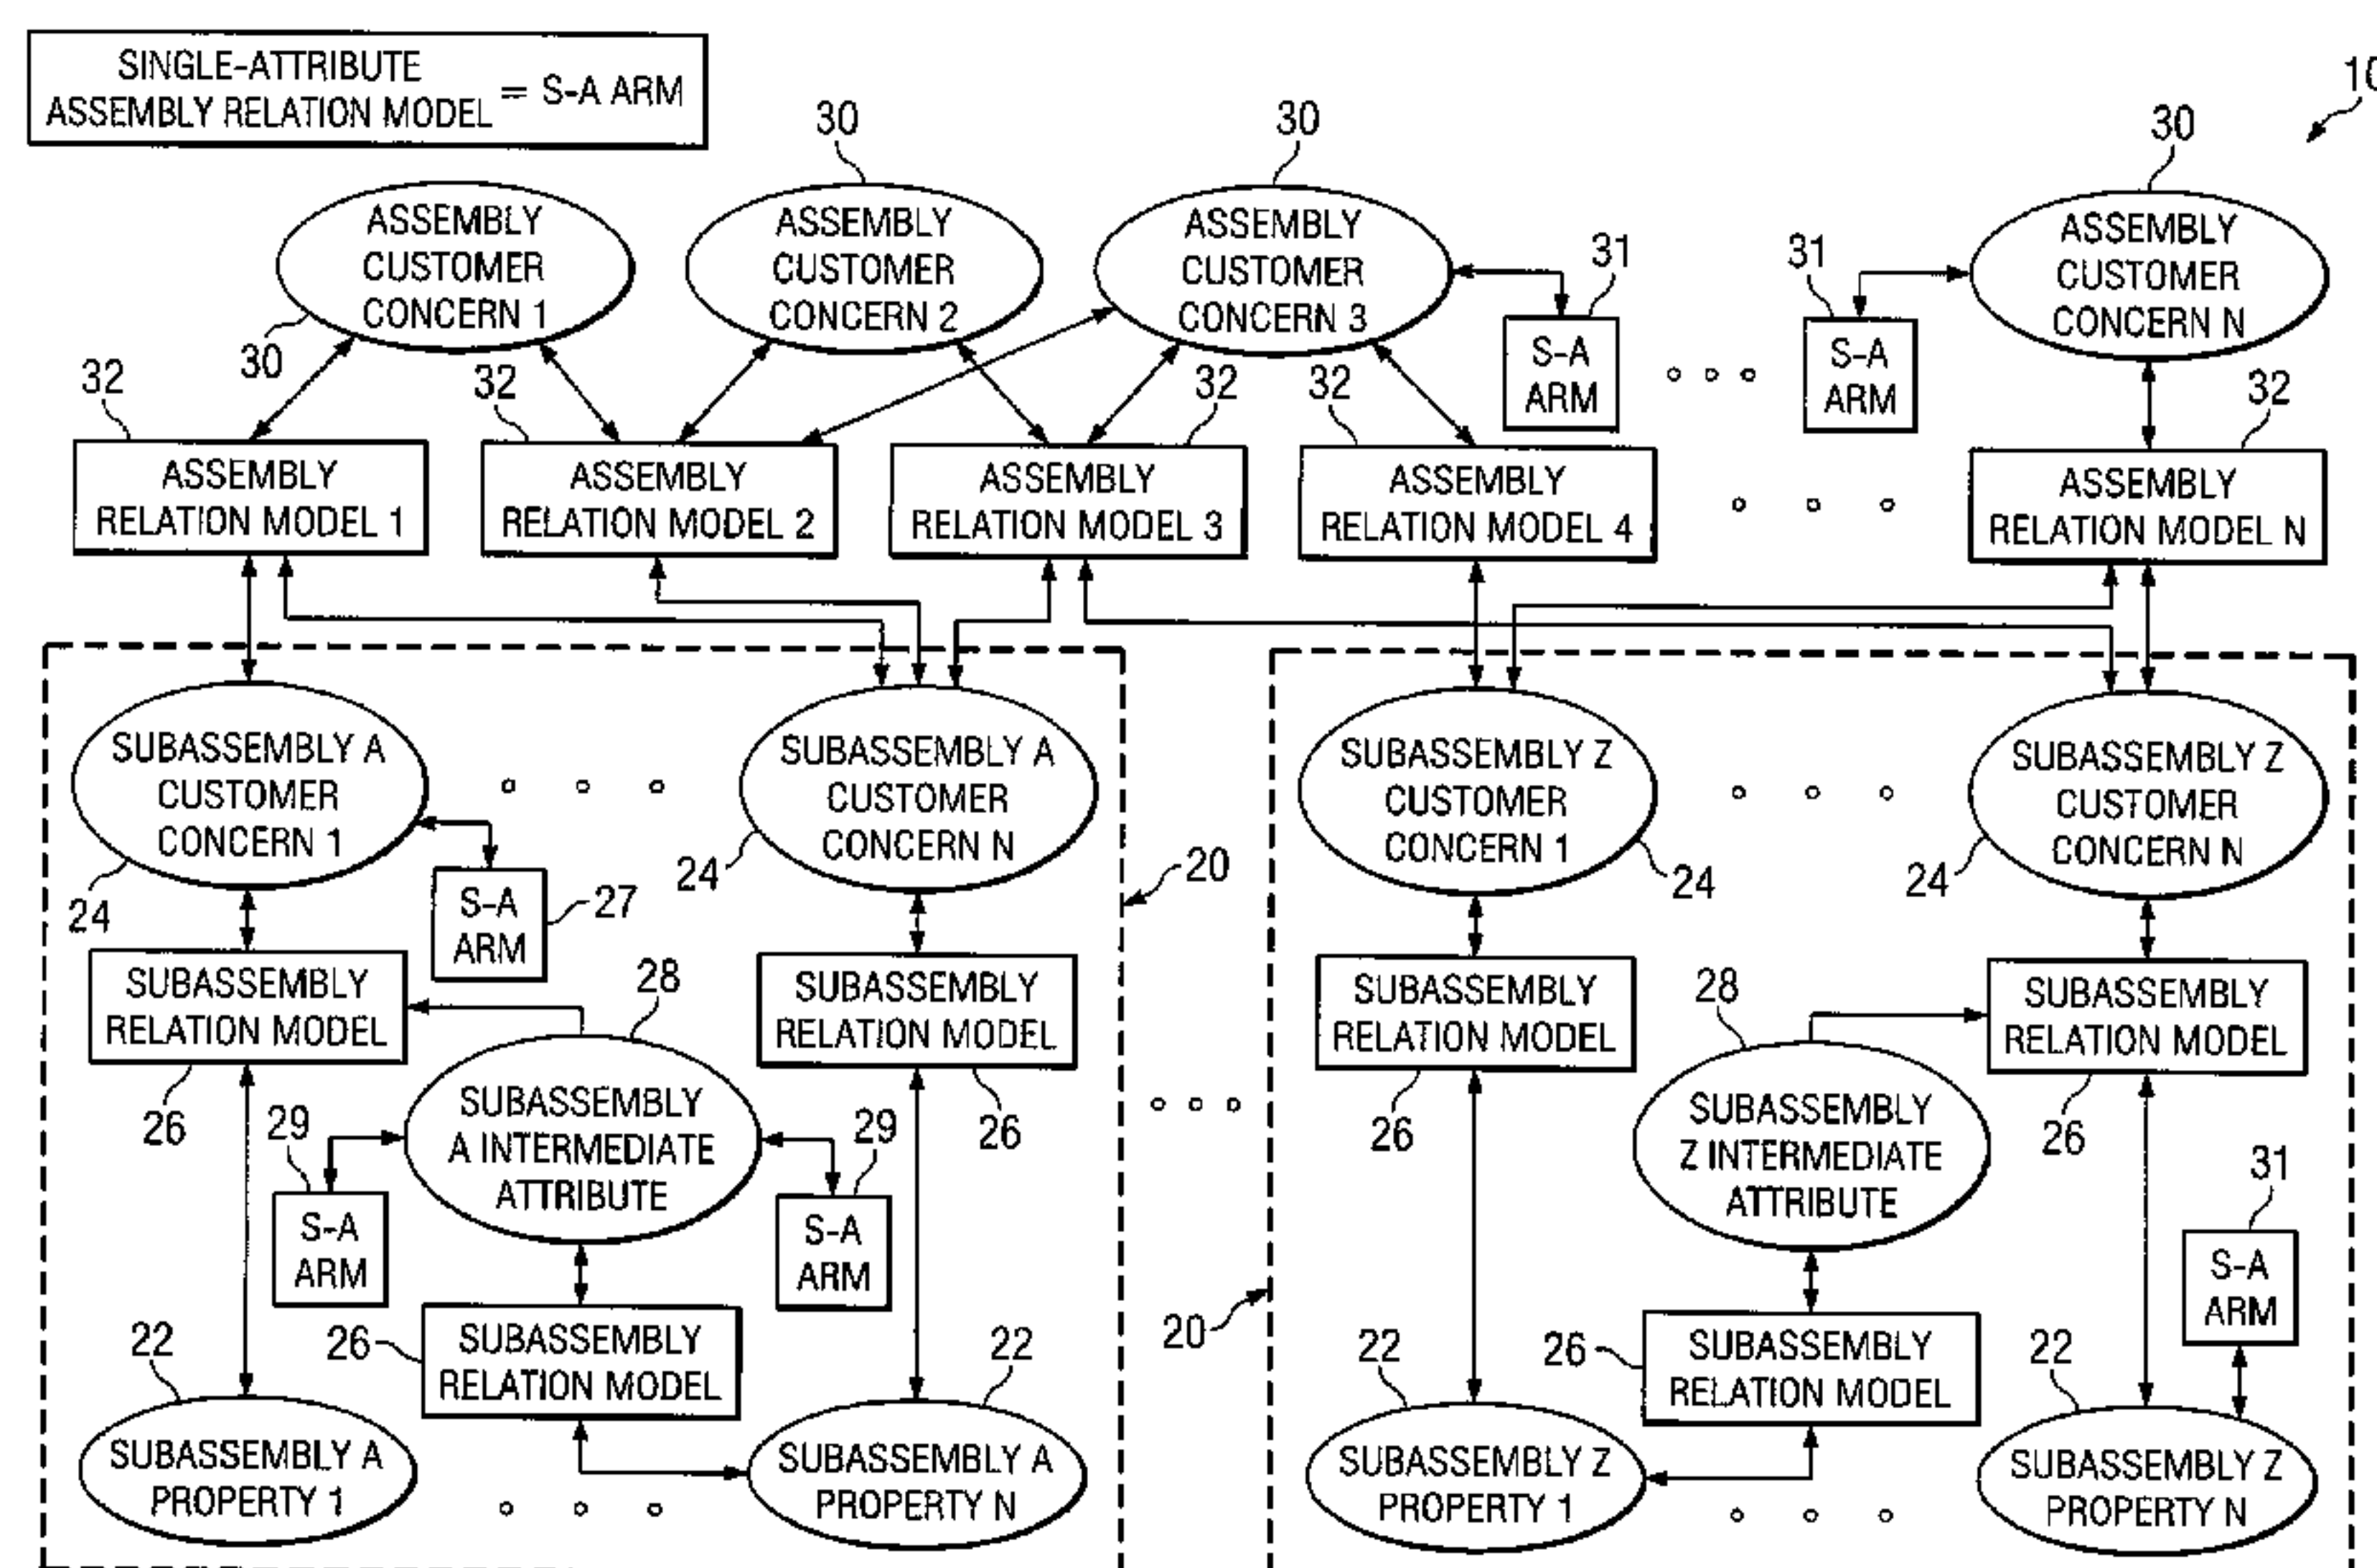 SINGLE-ATTRIBUTE
ASSEMBLY RELATION MODEL = S-A ARM
10
30
30
30
ASSEMBLY
CUSTOMER
CONCERN 1
30
ASSEMBLY
CUSTOMER
CONCERN 2
ASSEMBLY
CUSTOMER
CONCERN 3
31
S-A
ARM
31
S-A
ARM
ASSEMBLY
CUSTOMER
CONCERN N
32
32
32
32
32
ASSEMBLY
RELATION MODEL 1
ASSEMBLY
RELATION MODEL 2
ASSEMBLY
RELATION MODEL 3
ASSEMBLY
RELATION MODEL 4
ASSEMBLY
RELATION MODEL N
SUBASSEMBLY A
CUSTOMER
CONCERN 1
24
S-A
ARM
27
SUBASSEMBLY A
CUSTOMER
CONCERN N
24
20
SUBASSEMBLY Z
CUSTOMER
CONCERN 1
24
SUBASSEMBLY Z
CUSTOMER
CONCERN N
24
SUBASSEMBLY
RELATION MODEL
26
28
SUBASSEMBLY
A INTERMEDIATE
ATTRIBUTE
29
S-A
ARM
29
S-A
ARM
SUBASSEMBLY
RELATION MODEL
26
SUBASSEMBLY
RELATION MODEL
26
28
SUBASSEMBLY
Z INTERMEDIATE
ATTRIBUTE
SUBASSEMBLY
RELATION MODEL
26
31
S-A
ARM
22
SUBASSEMBLY A
PROPERTY 1
26
SUBASSEMBLY
RELATION MODEL
22
SUBASSEMBLY A
PROPERTY N
20
22
SUBASSEMBLY Z
PROPERTY 1
26
SUBASSEMBLY
RELATION MODEL
22
SUBASSEMBLY Z
PROPERTY N